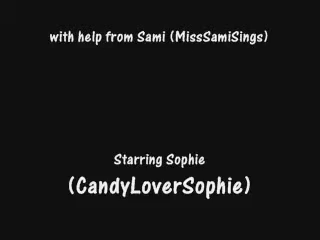 with help from Sami (MissSamiSings)
Starring Sophie
(CandyLoverSophie)